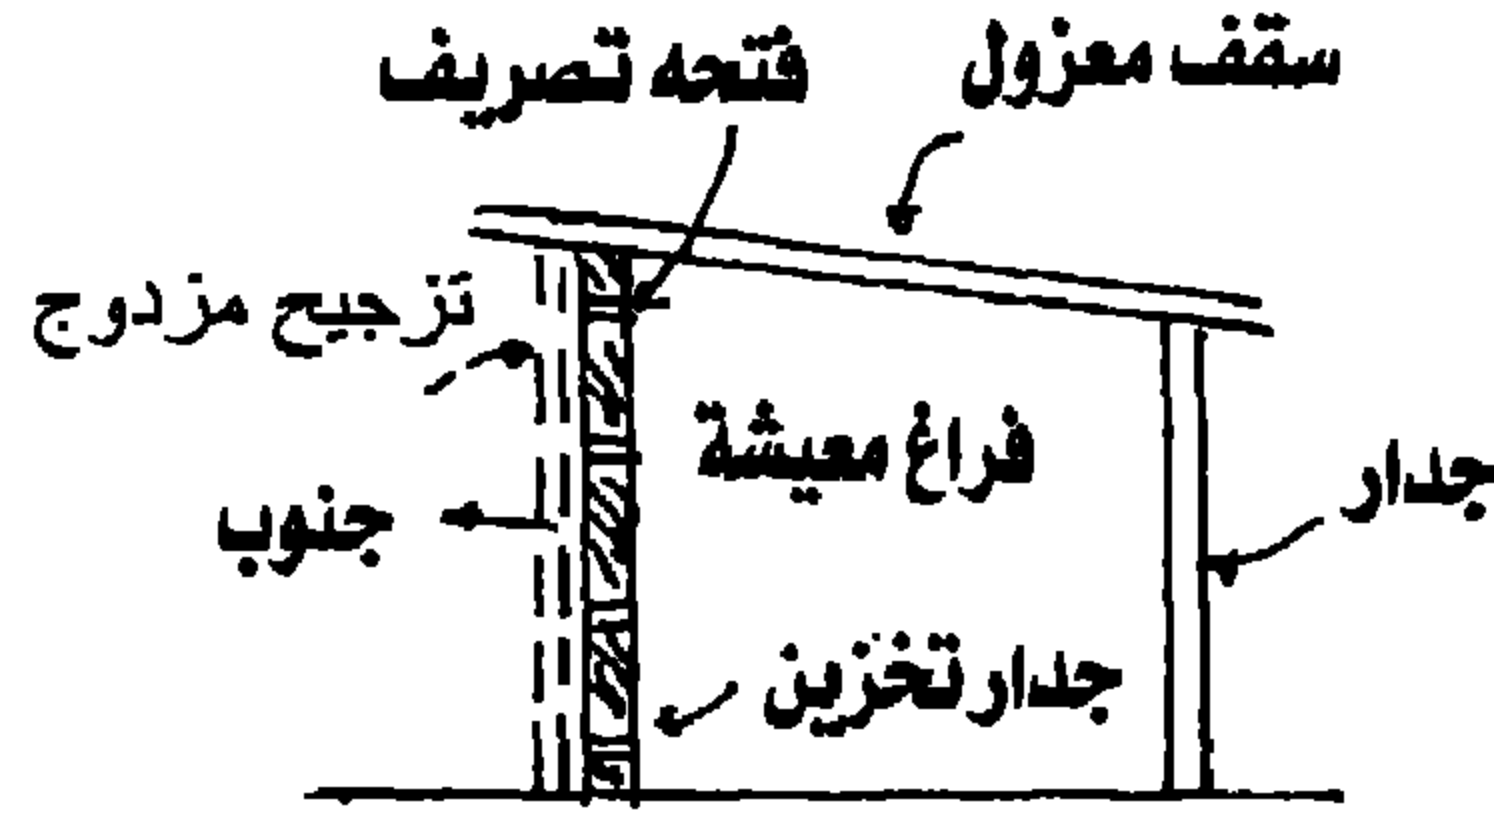 سقف معزول
فتحه تصريف
تزجيج مزدوج
فراغ معيشة
جدار
جنوب
جدار تخزين